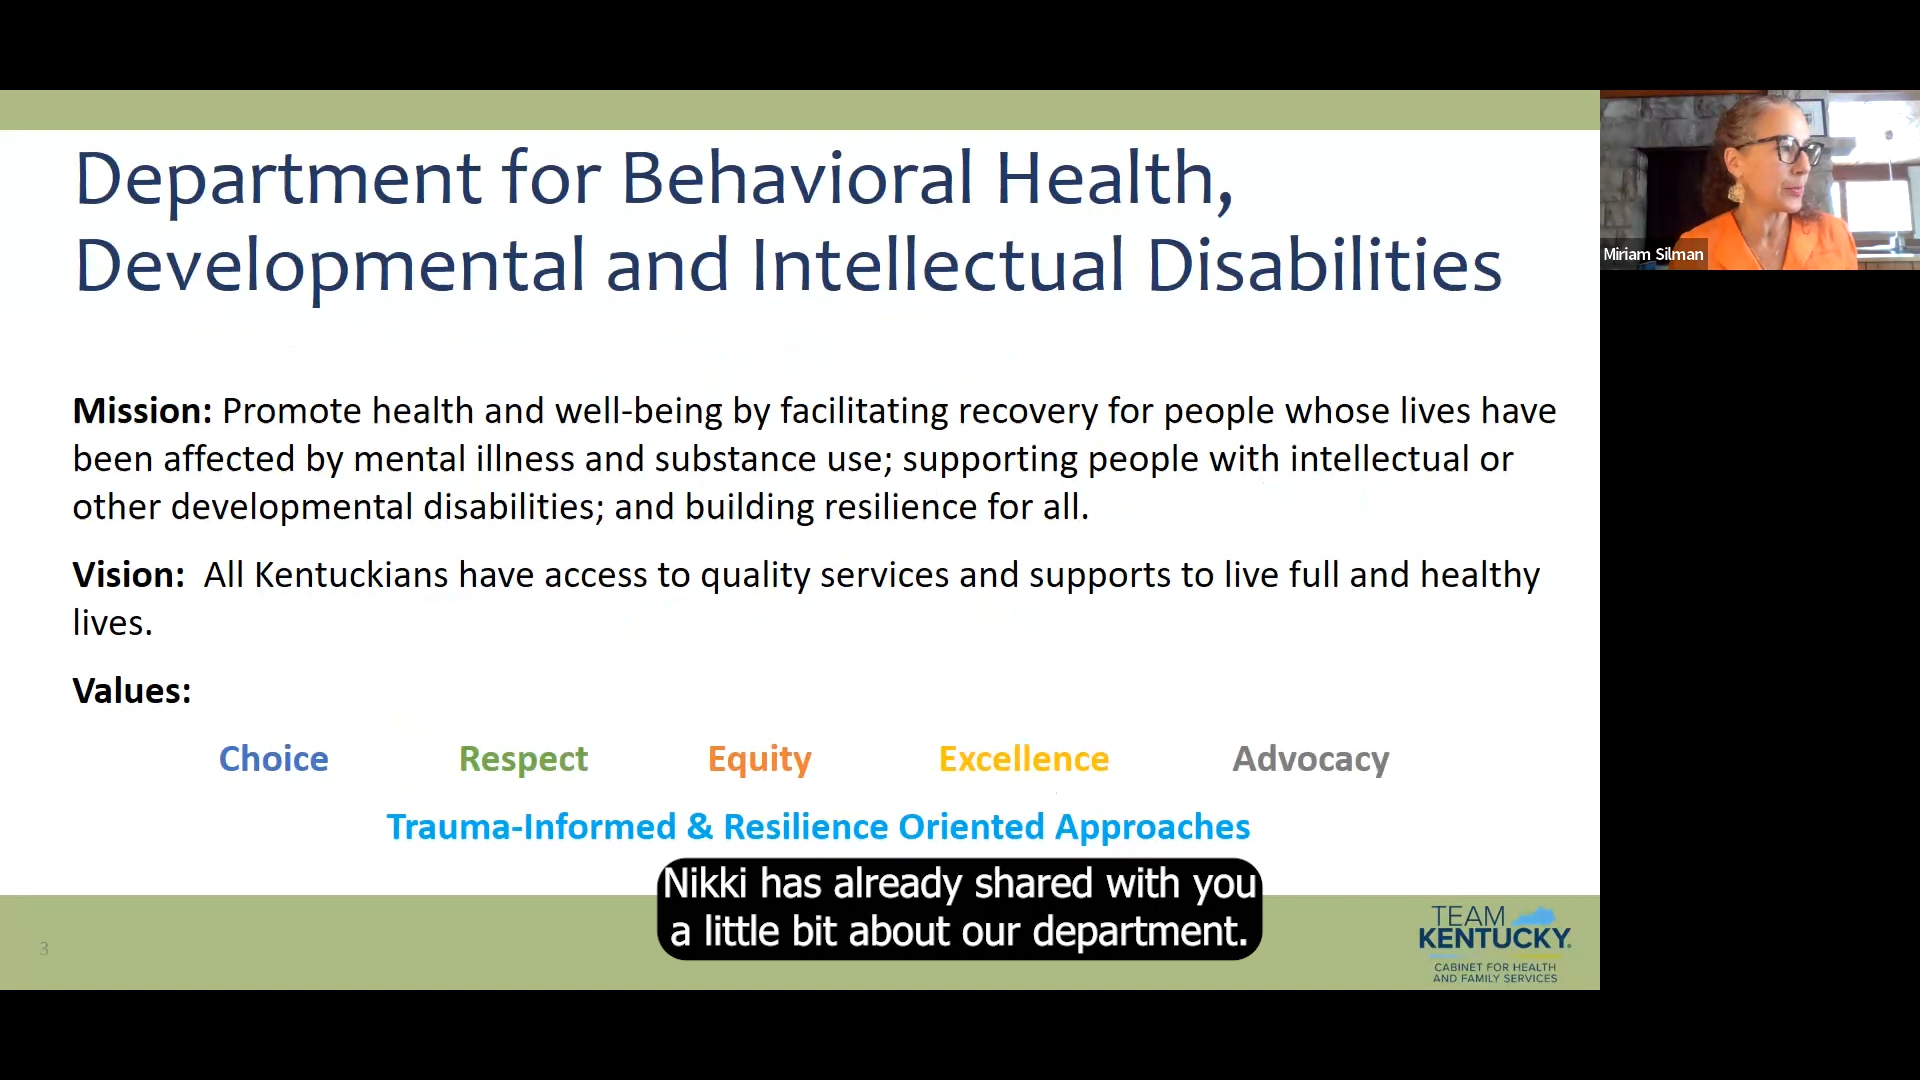 Department for Behavioral Health,
Developmental and Intellectual Disabilities
Miriam Silman
Mission: Promote health and well-being by facilitating recovery for people whose lives have
been affected by mental illness and substance use; supporting people with intellectual or
other developmental disabilities; and building resilience for all.
Vision: All Kentuckians have access to quality services and supports to live full and healthy
lives.
Values:
Choice Respect Equity Excellence Advocacy
Trauma-Informed & Resilience Oriented Approaches
Nikki has already shared with you
a little bit about our department.
3
TEAM
KENTUCKY®
CABINET FOR HEALTH
AND FAMILY SERVICES